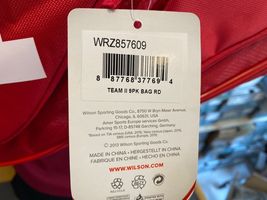 WRZ857609
8 87768 37769 4
TEAM II 9PK BAG RD
Wilson Sporting Goods Co., 8750 W Bryn Mawr Avenue,
Chicago, IL 60631, USA
Amer Sports Europe services GmbH,
Parkring 15-17, D-85748 Garching, Germany
© 2013 Wilson Sporting Goods Co.
MADE IN CHINA • HERGESTELLT IN CHINA
FABRIQUE EN CHINE • HECHO EN CHINA
WWW.WILSON.COM